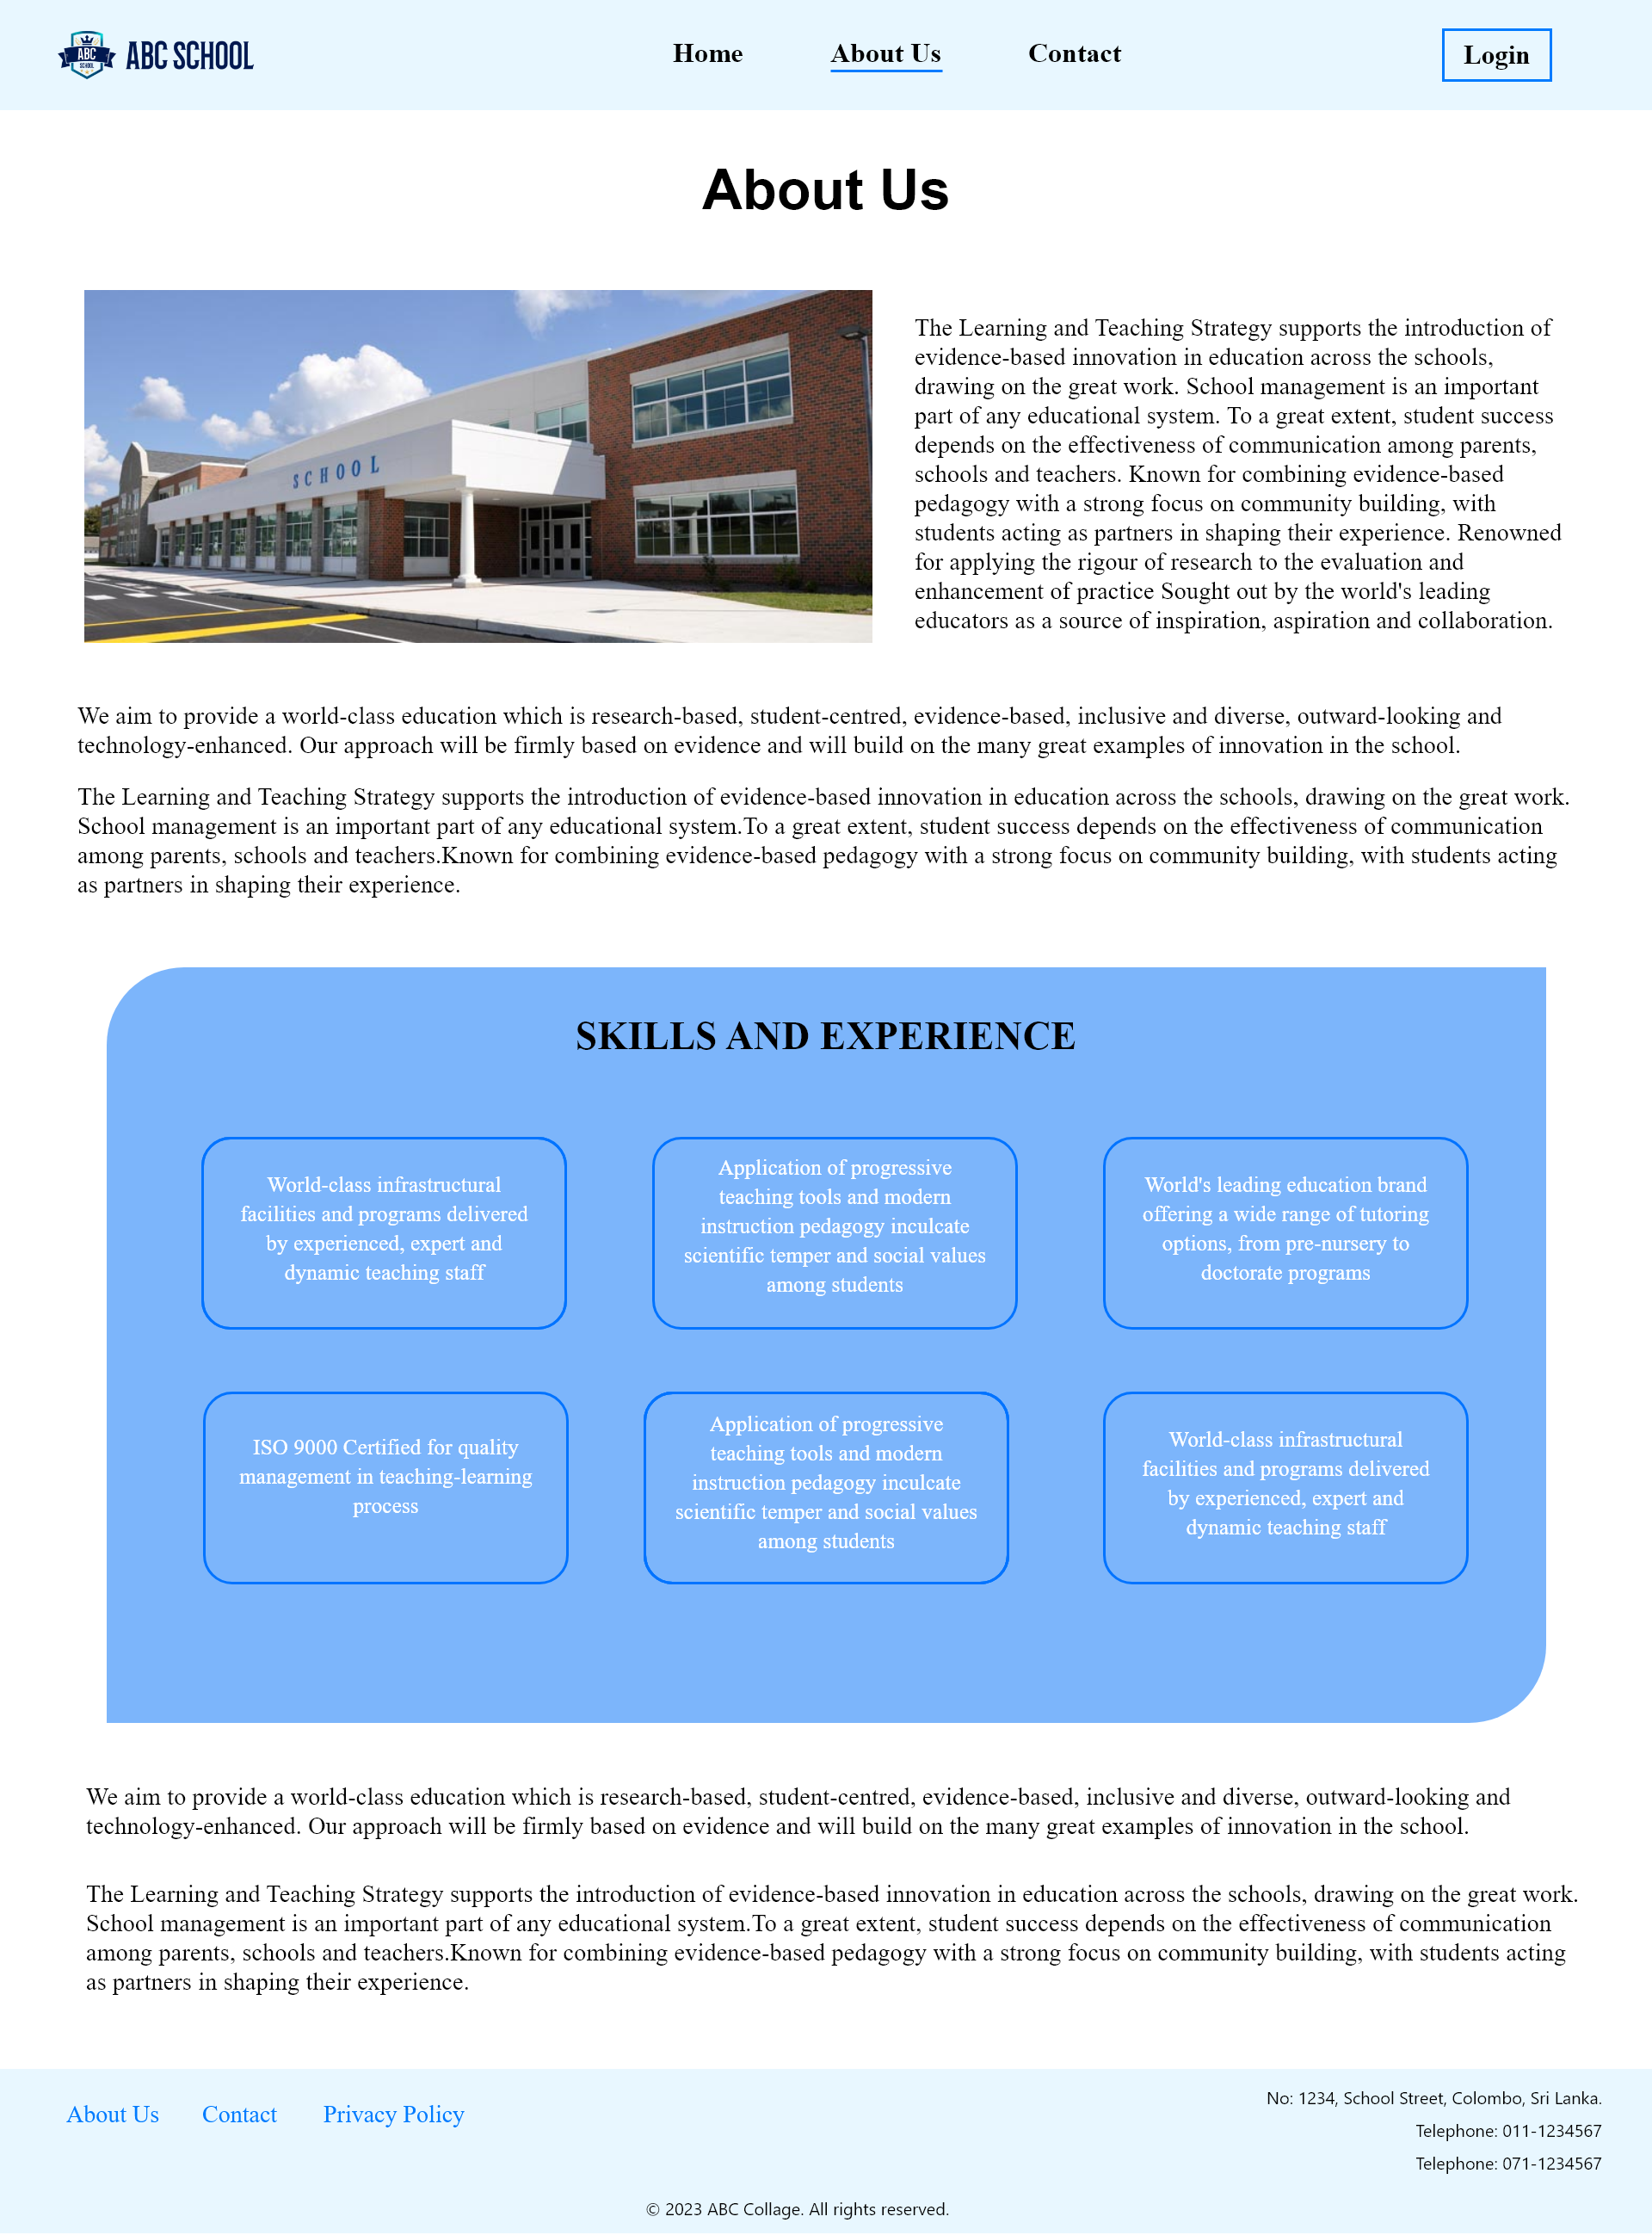 ABC
SCHOOL
ABC SCHOOL
Home
About Us
Contact
Login
About Us
SCHOOL
The Learning and Teaching Strategy supports the introduction of
evidence-based innovation in education across the schools,
drawing on the great work. School management is an important
part of any educational system. To a great extent, student success
depends on the effectiveness of communication among parents,
schools and teachers. Known for combining evidence-based
pedagogy with a strong focus on community building, with
students acting as partners in shaping their experience. Renowned
for applying the rigour of research to the evaluation and
enhancement of practice Sought out by the world's leading
educators as a source of inspiration, aspiration and collaboration.
We aim to provide a world-class education which is research-based, student-centred, evidence-based, inclusive and diverse, outward-looking and
technology-enhanced. Our approach will be firmly based on evidence and will build on the many great examples of innovation in the school.
The Learning and Teaching Strategy supports the introduction of evidence-based innovation in education across the schools, drawing on the great work.
School management is an important part of any educational system.To a great extent, student success depends on the effectiveness of communication
among parents, schools and teachers.Known for combining evidence-based pedagogy with a strong focus on community building, with students acting
as partners in shaping their experience.
SKILLS AND EXPERIENCE
World-class infrastructural
facilities and programs delivered
by experienced, expert and
dynamic teaching staff
Application of progressive
teaching tools and modern
instruction pedagogy inculcate
scientific temper and social values
among students
World's leading education brand
offering a wide range of tutoring
options, from pre-nursery to
doctorate programs
ISO 9000 Certified for quality
management in teaching-learning
process
Application of progressive
teaching tools and modern
instruction pedagogy inculcate
scientific temper and social values
among students
World-class infrastructural
facilities and programs delivered
by experienced, expert and
dynamic teaching staff
We aim to provide a world-class education which is research-based, student-centred, evidence-based, inclusive and diverse, outward-looking and
technology-enhanced. Our approach will be firmly based on evidence and will build on the many great examples of innovation in the school.
The Learning and Teaching Strategy supports the introduction of evidence-based innovation in education across the schools, drawing on the great work.
School management is an important part of any educational system.To a great extent, student success depends on the effectiveness of communication
among parents, schools and teachers.Known for combining evidence-based pedagogy with a strong focus on community building, with students acting
as partners in shaping their experience.
About Us
Contact
Privacy Policy
No: 1234, School Street, Colombo, Sri Lanka.
Telephone: 011-1234567
Telephone: 071-1234567
© 2023 ABC Collage. All rights reserved.